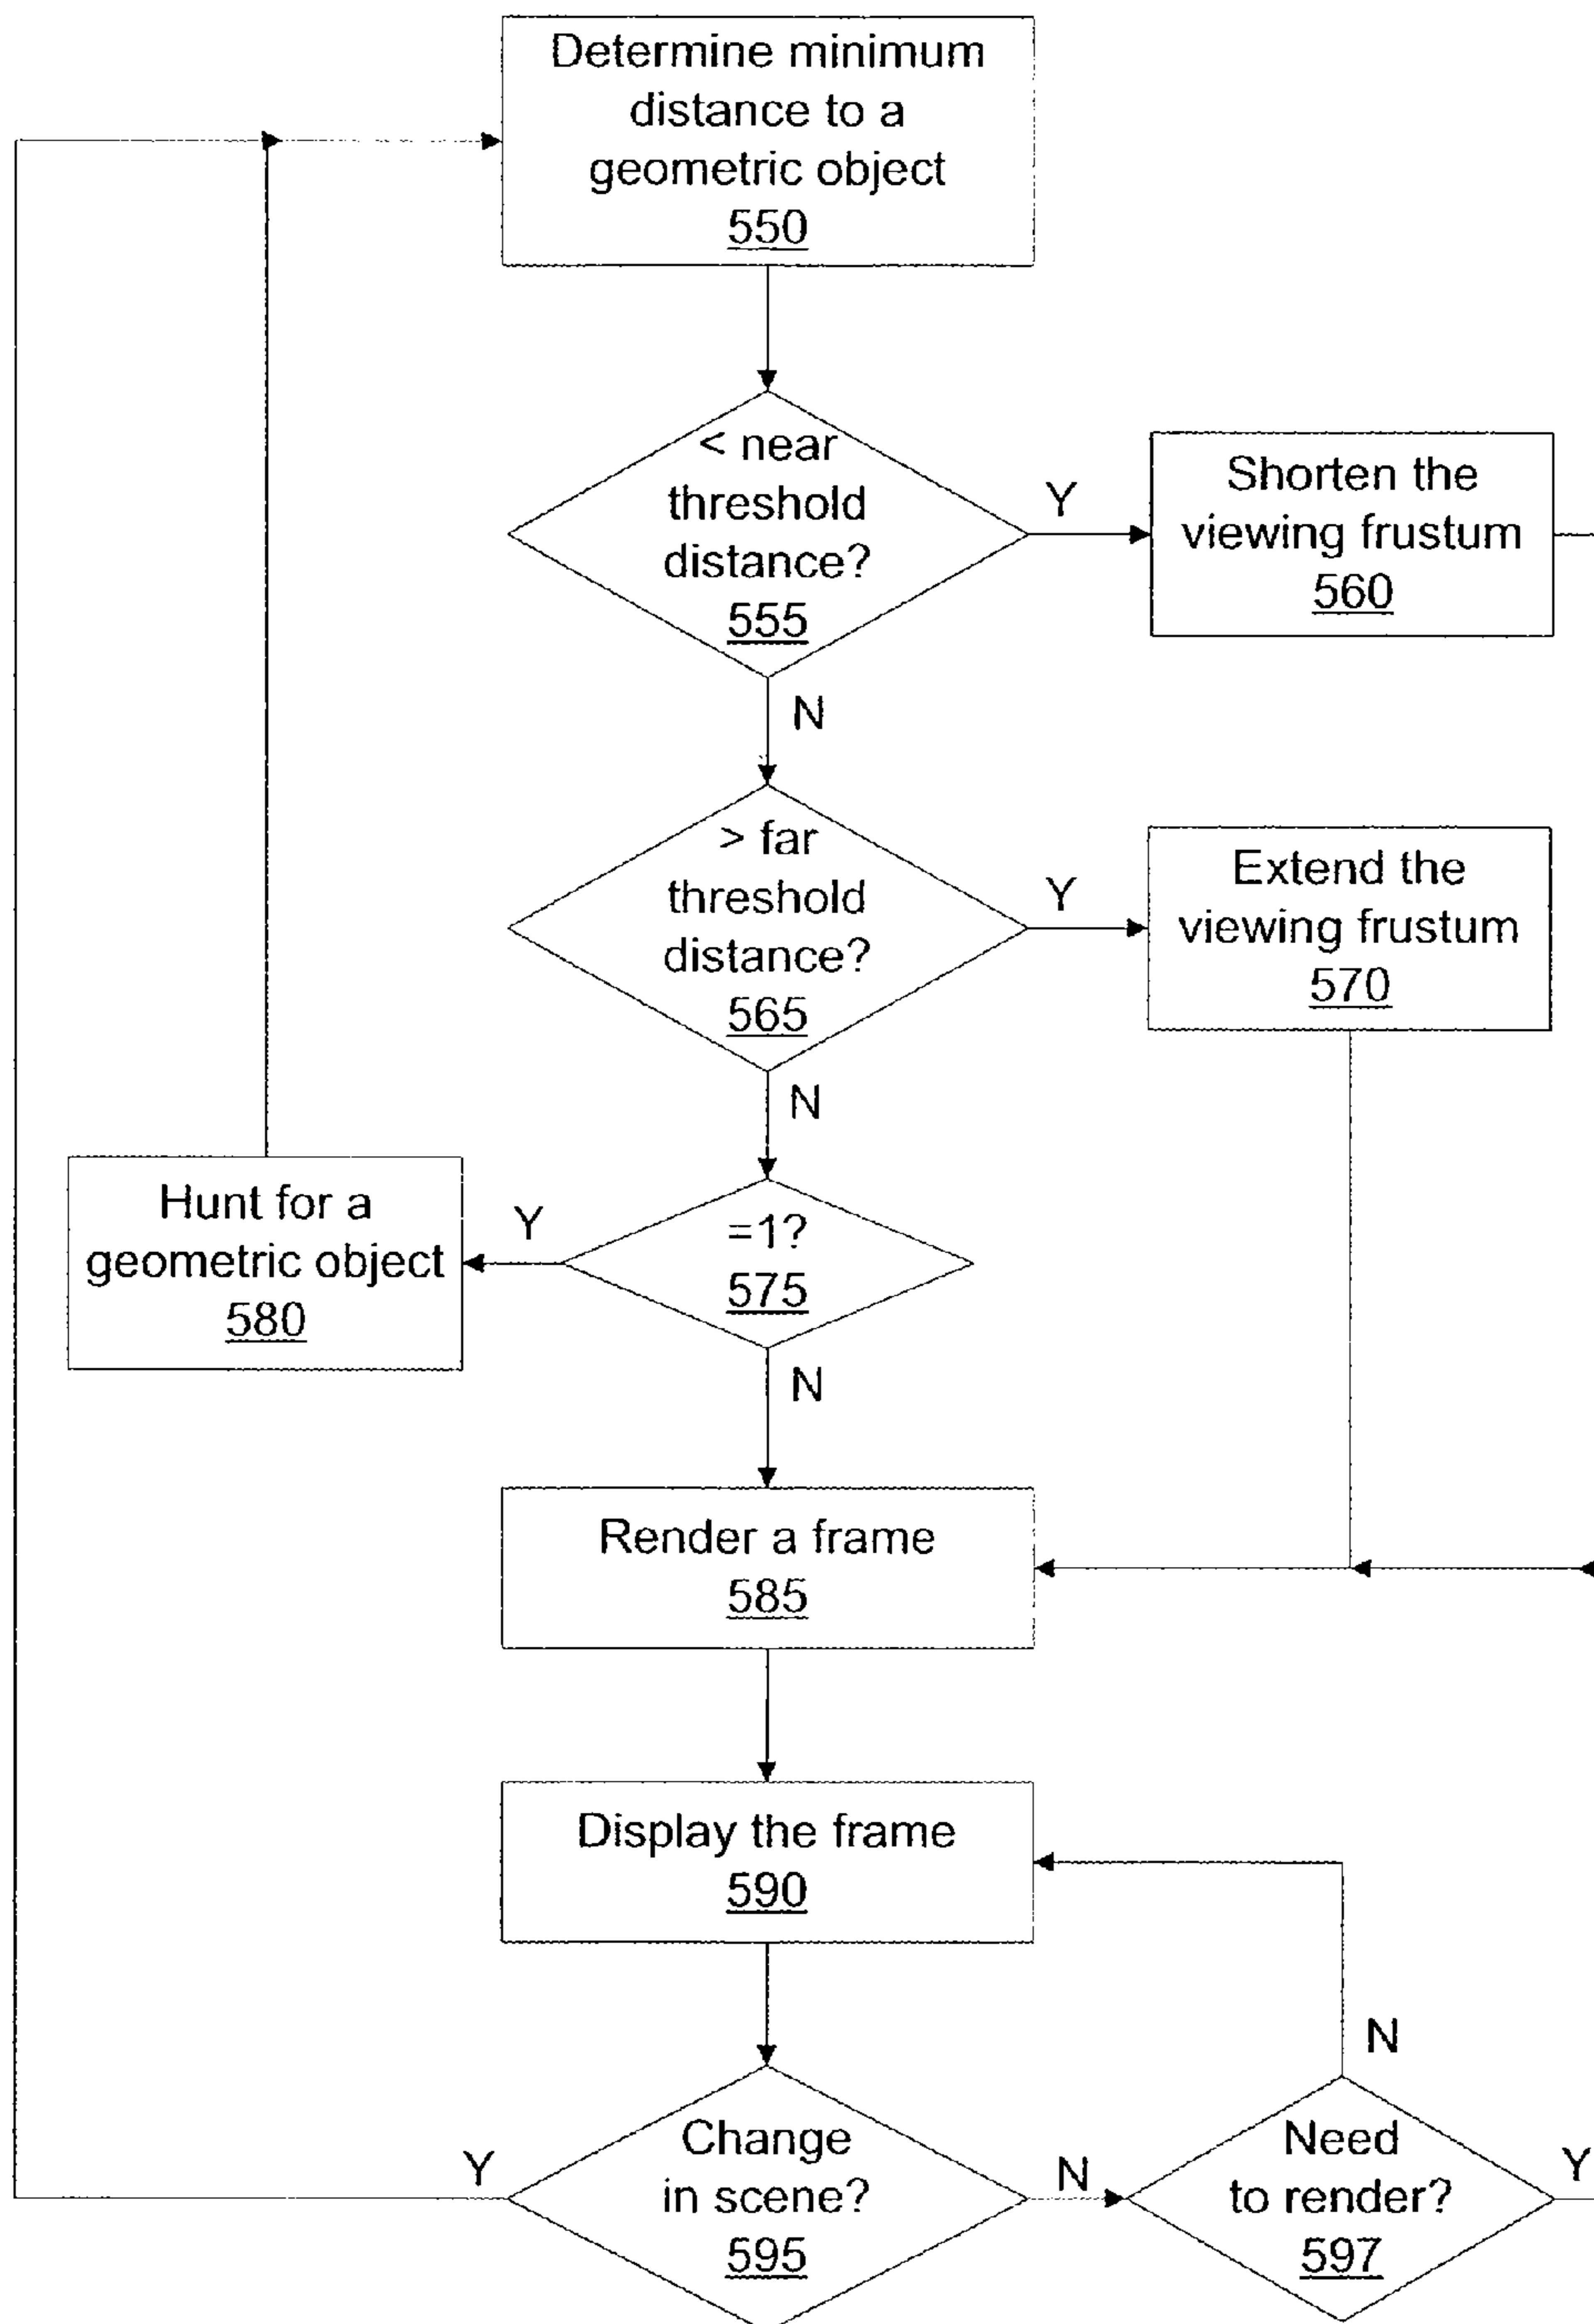 Determine minimum
distance to a
geometric object
550
< near
threshold
distance?
555
Y
Shorten the
viewing frustum
560
N
> far
threshold
distance?
565
Y
Extend the
viewing frustum
570
N
=1?
575
Y
Hunt for a
geometric object
580
N
Render a frame
585
Display the frame
590
Change
in scene?
595
Y
N
Need
to render?
597
N
Y